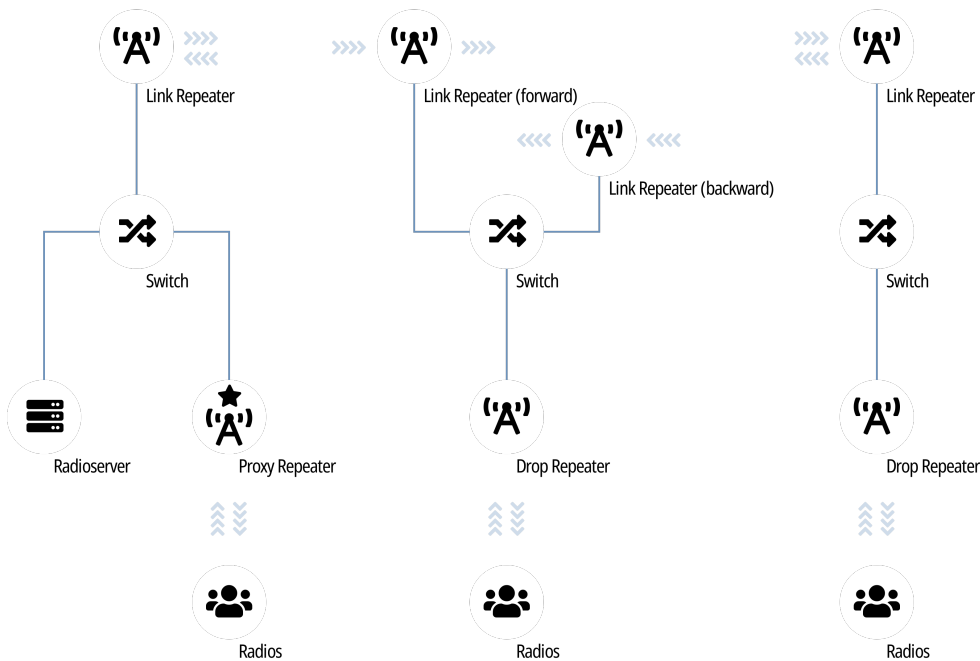 Link Repeater
Link Repeater (forward)
Link Repeater
Link Repeater (backward)
Switch
Switch
Switch
Radioserver
Proxy Repeater
Drop Repeater
Drop Repeater
Radios
Radios
Radios